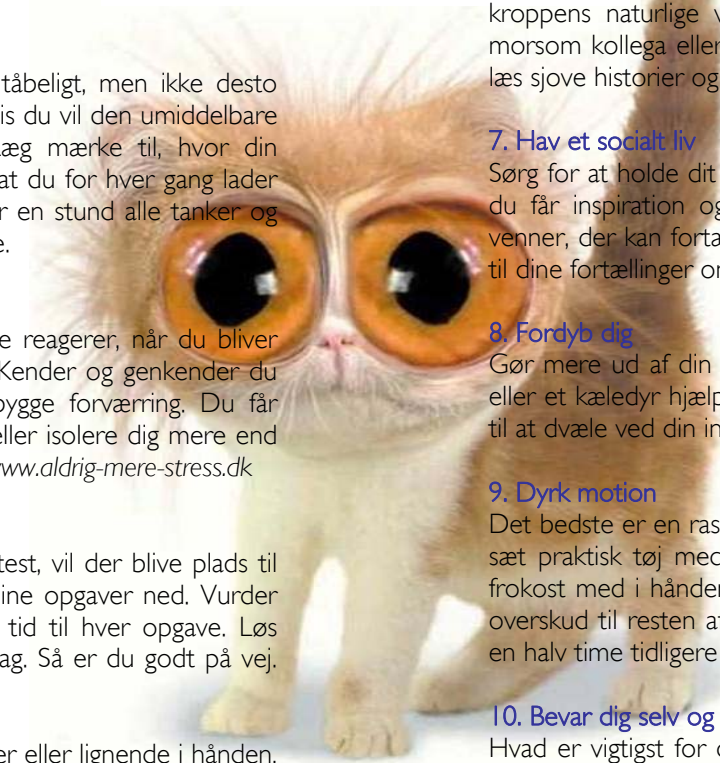 tåbeligt, men ikke desto
is du vil den umiddelbare
æg mærke til, hvor din
at du for hver gang lader
r en stund alle tanker og
e.
e reagerer, når du bliver
Kender og genkender du
bygge forværring. Du får
eller isolere dig mere end
ww.aldrig-mere-stress.dk
test, vil der blive plads til
ine opgaver ned. Vurder
tid til hver opgave. Løs
ag. Så er du godt på vej.
er eller lignende i hånden.
kroppens naturlige v
morsom kollega eller
læs sjove historier og
7. Hav et socialt liv
Sørg for at holde dit
du får inspiration og
venner, der kan forta
til dine fortællinger or
8. Fordyb dig
Gør mere ud af din
eller et kæledyr hjælp
til at dvæle ved din in
9. Dyrk motion
Det bedste er en ras
sæt praktisk tøj med
frokost med i hånder
overskud til resten af
en halv time tidligere
10. Bevar dig selv og
Hvad er vigtigst for d